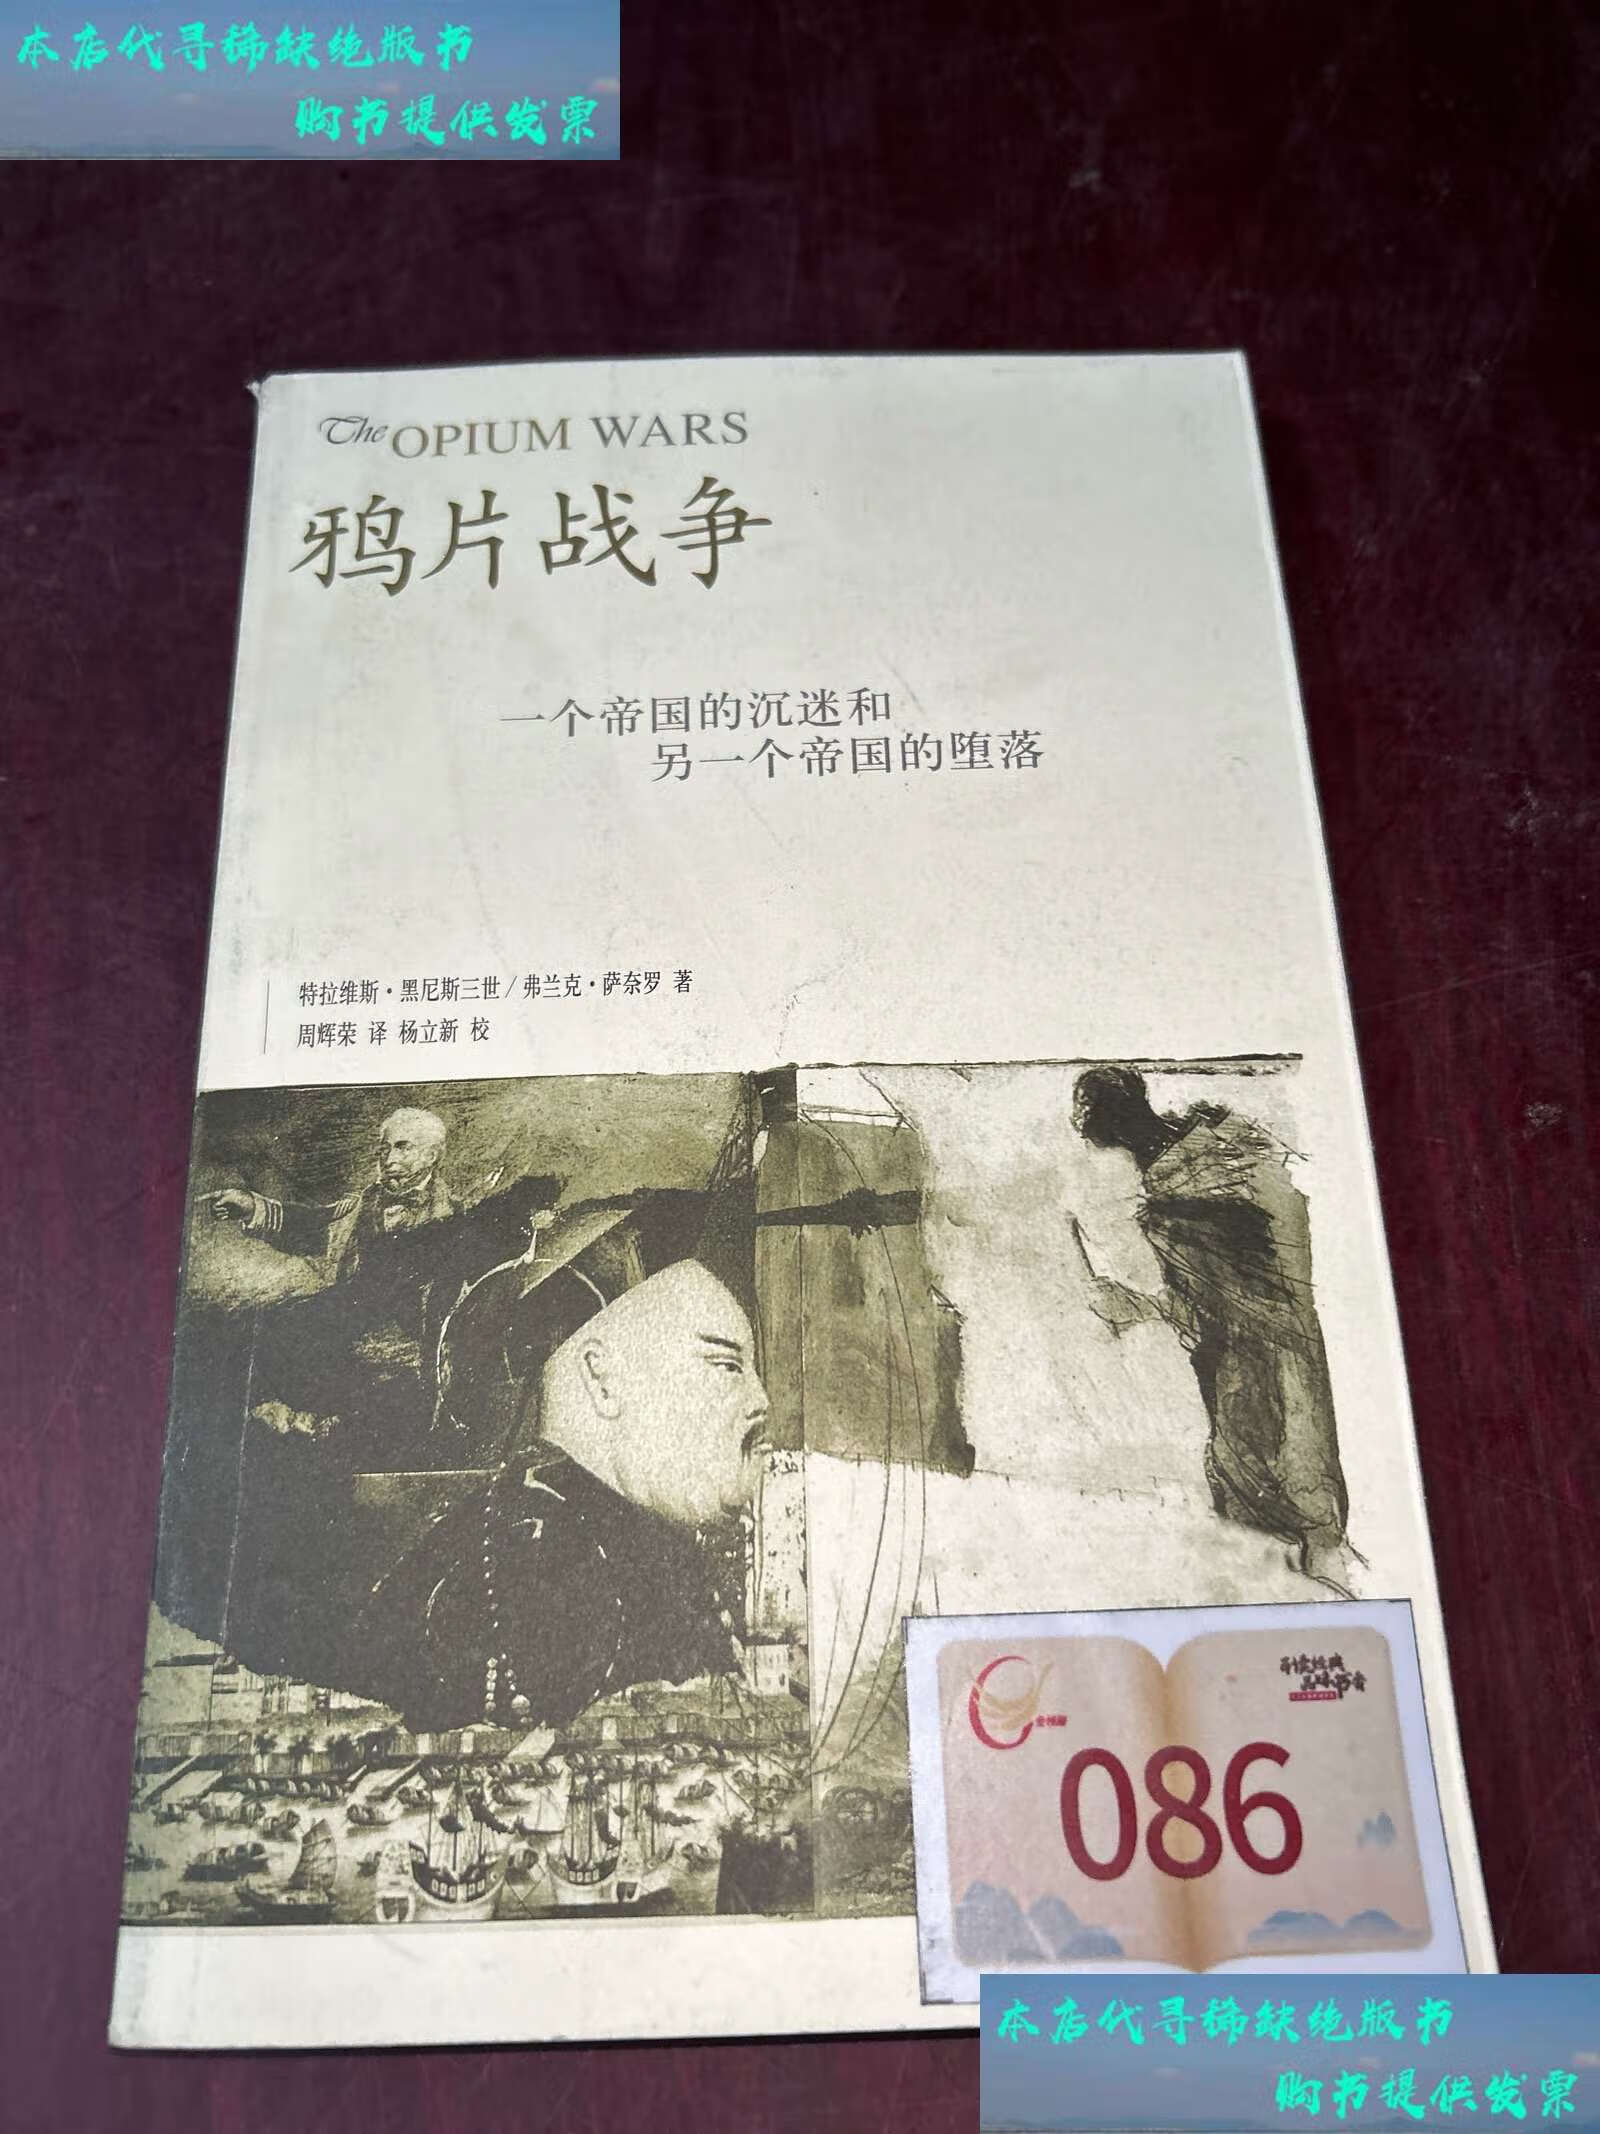 本店代寻稀缺绝版书
购书提供发票
The OPIUM WARS
鸦片战争
一个帝国的沉迷和
另一个帝国的堕落
特拉维斯·黑尼斯三世/弗兰克·萨奈罗 著
周辉荣 译 杨立新 校
品味书香
086
本店代寻稀缺绝版书
购书提供发票